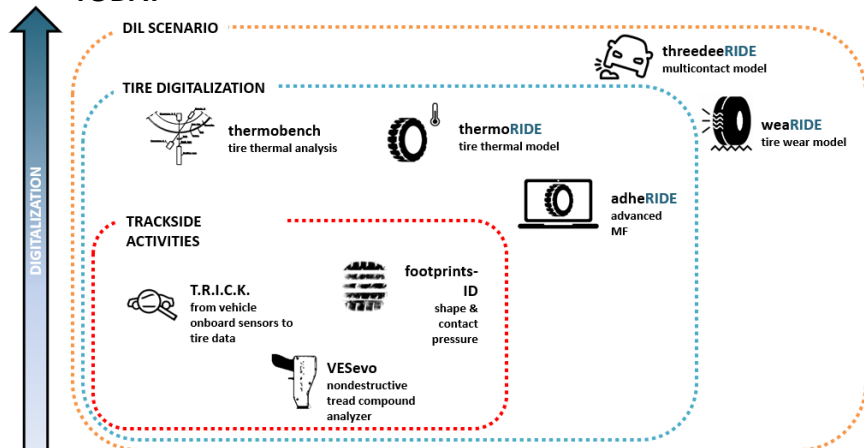 DIL SCENARIO
threedeeRIDE
multicontact model
TIRE DIGITALIZATION
thermobench
tire thermal analysis
thermoRIDE
tire thermal model
weaRIDE
tire wear model
adheRIDE
advanced
MF
DIGITALIZATION
TRACKSIDE
ACTIVITIES
T.R.I.C.K.
from vehicle
onboard sensors to
tire data
footprints-
ID
shape &
contact
pressure
VESevo
nondestructive
tread compound
analyzer